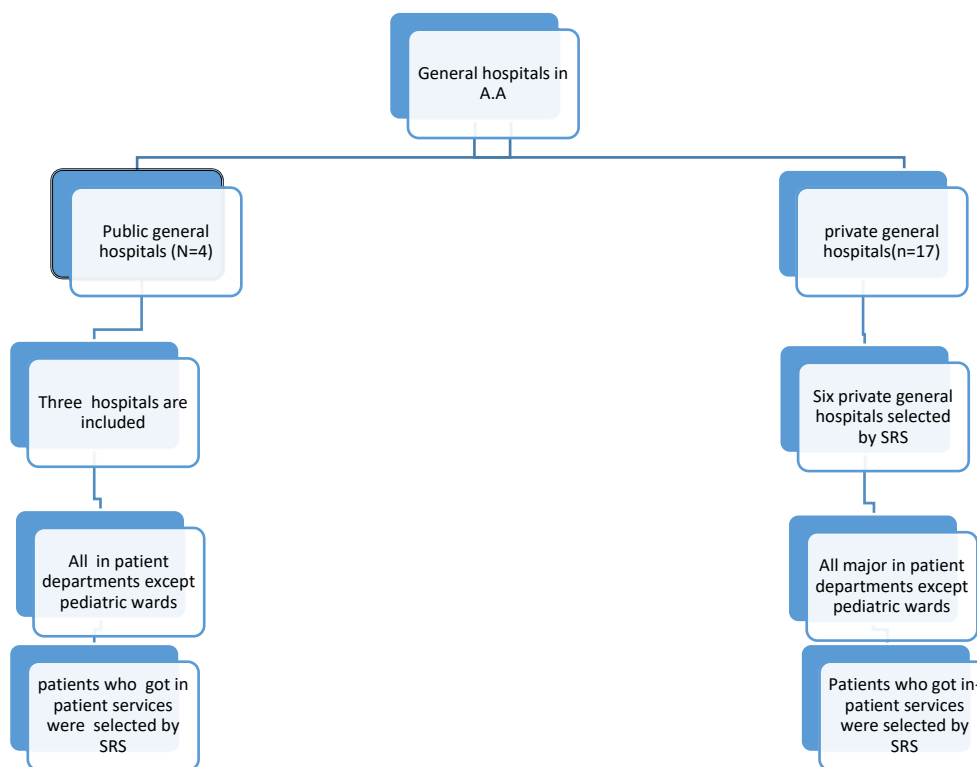 General hospitals in
A.A
Public general
hospitals (N=4)
private general
hospitals(n=17)
Three  hospitals are
included
Six private general
hospitals selected
by SRS
All  in patient
departments except
pediatric wards
All major in patient
departments except
pediatric wards
patients who  got in
patient services
were  selected by
SRS
Patients who got in-
patient services
were selected by
SRS